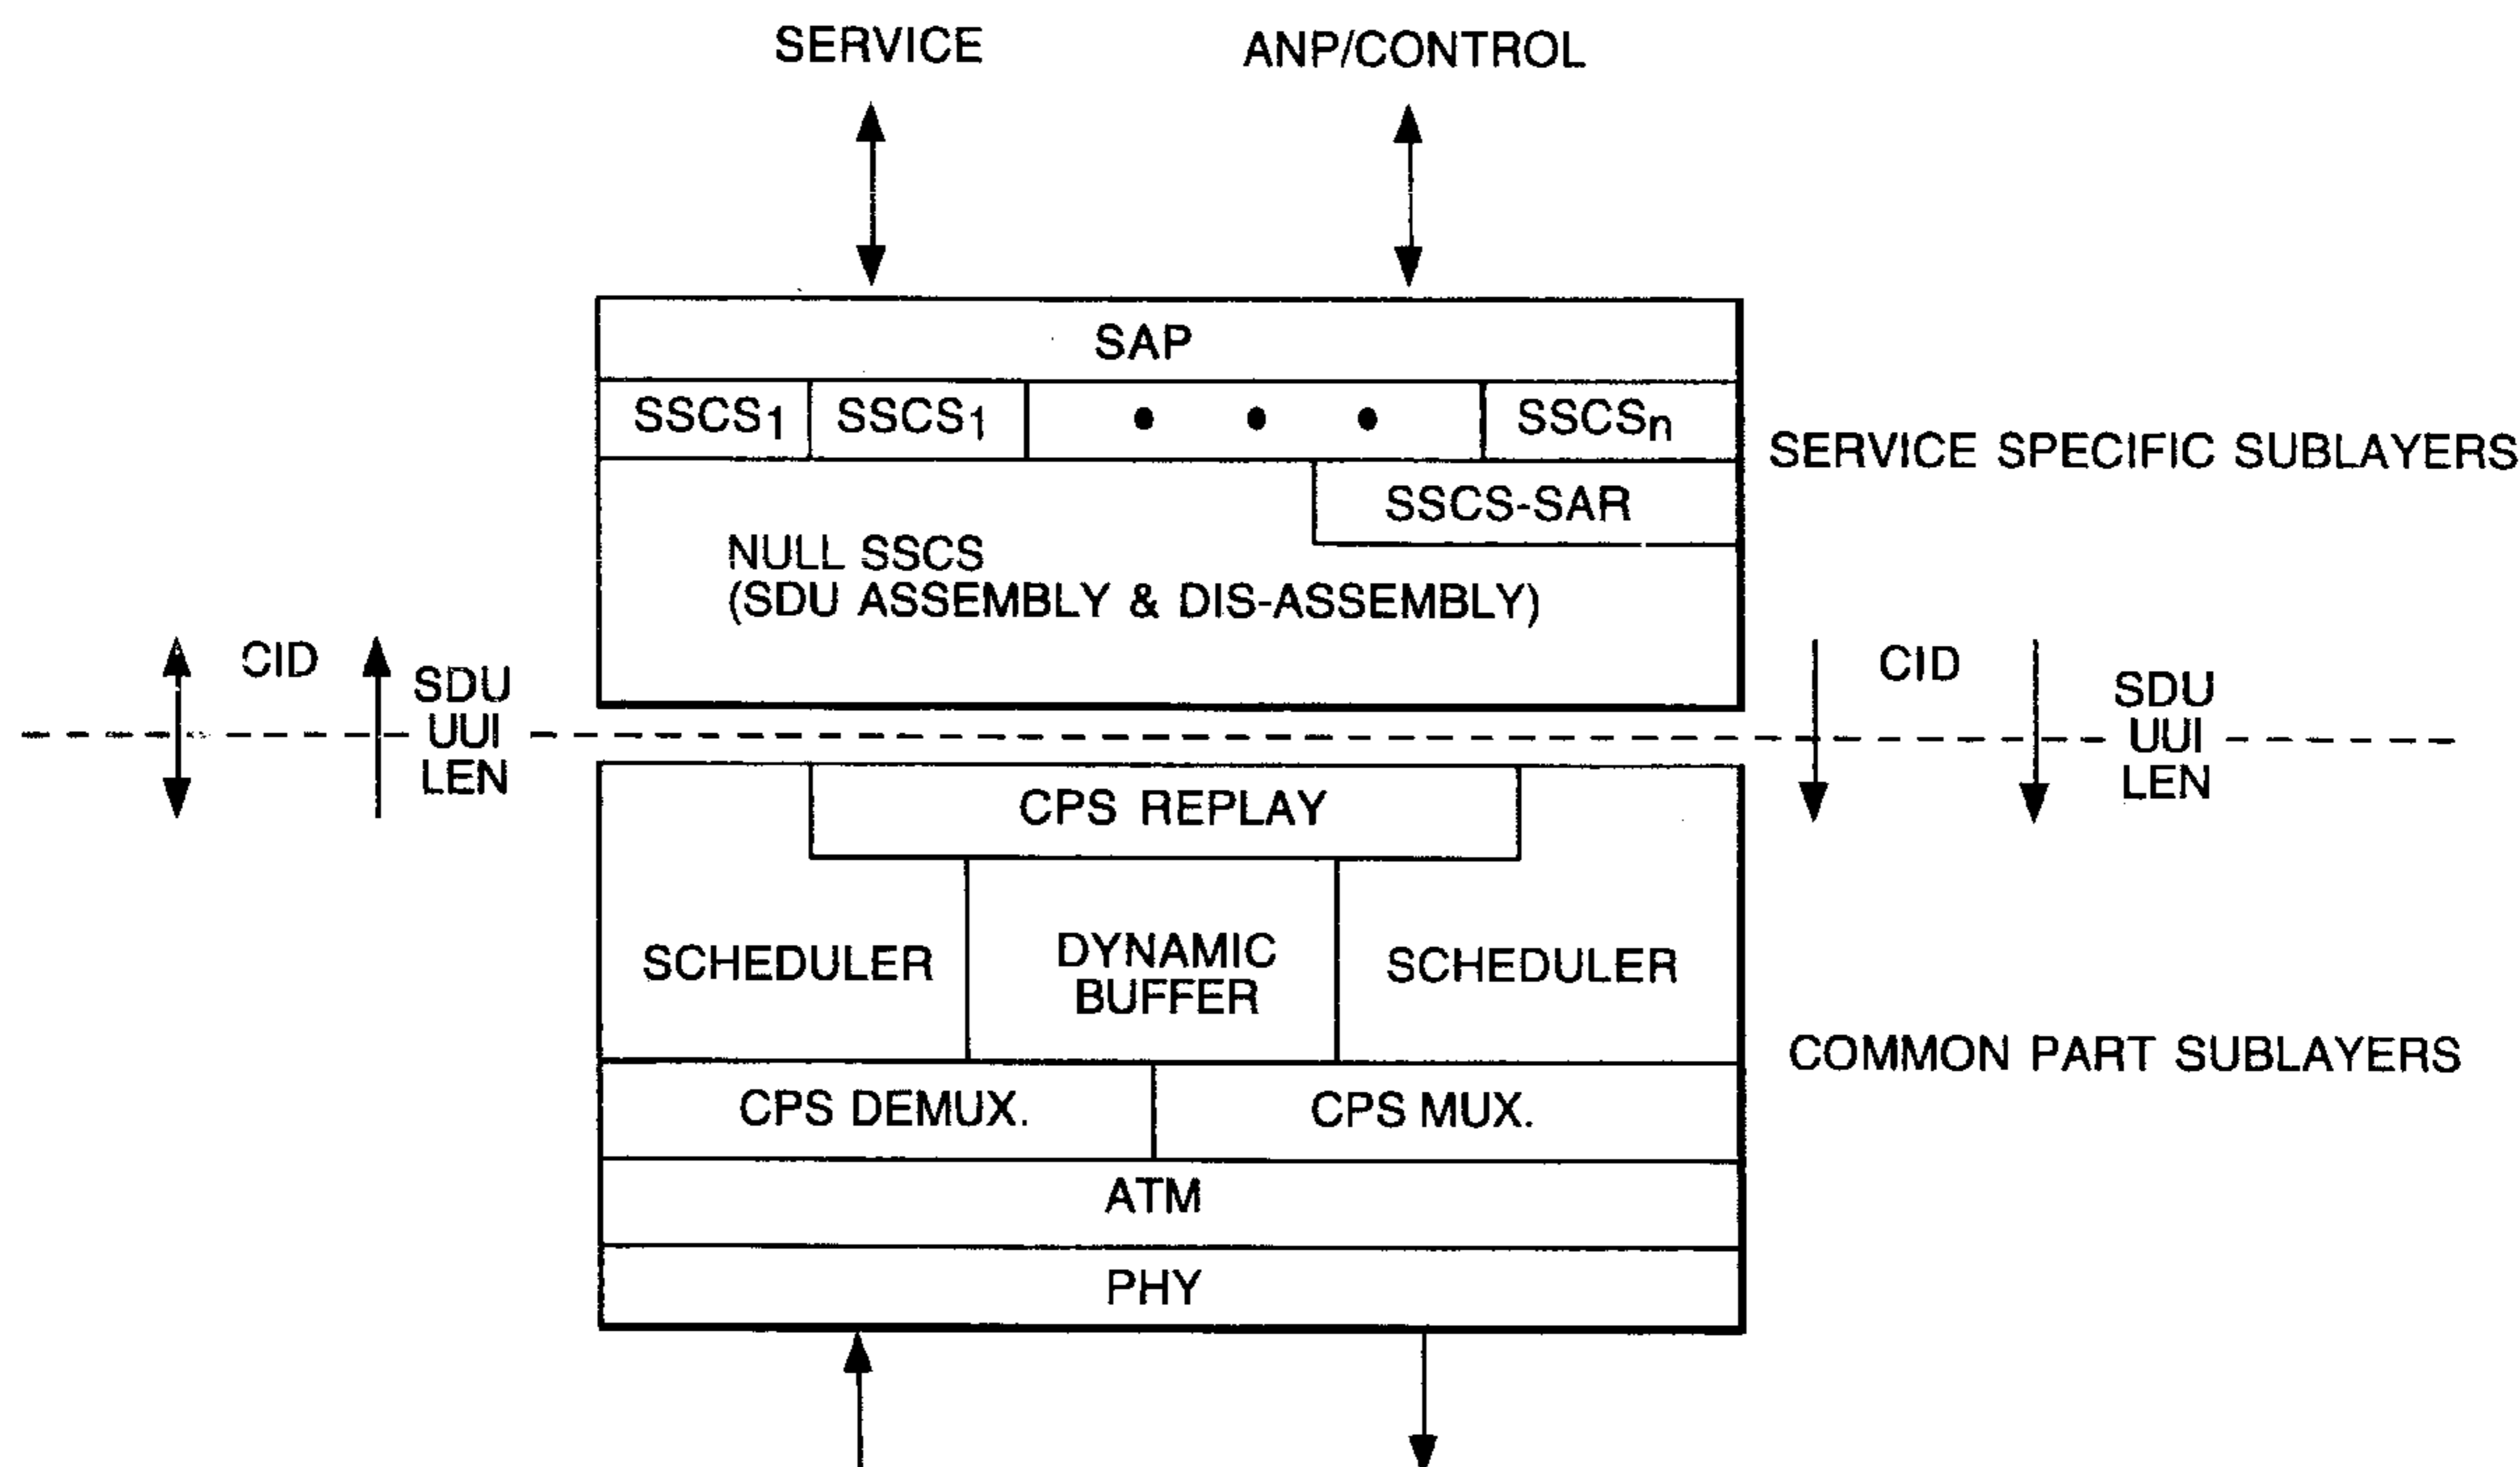 SERVICE ANP/CONTROL
SAP
SSCS1 SSCS1 • • • SSCSn
SERVICE SPECIFIC SUBLAYERS
SSCS-SAR
NULL SSCS
(SDU ASSEMBLY & DIS-ASSEMBLY)
CID SDU
UUI
LEN
CID SDU
UUI
LEN
CPS REPLAY
SCHEDULER DYNAMIC
BUFFER SCHEDULER
COMMON PART SUBLAYERS
CPS DEMUX. CPS MUX.
ATM
PHY